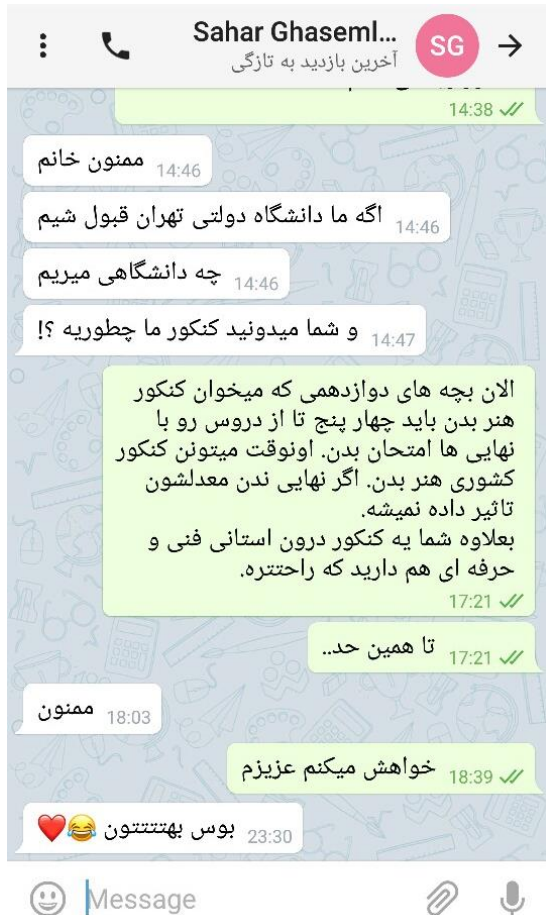 Sahar Ghaseml...
SG
آخرین بازدید به تازگی
14:38
ممنون خانم
14:46
اگه ما دانشگاه دولتی تهران قبول شیم
14:46
چه دانشگاهی میریم
14:46
و شما میدونید کنکور ما چطوریه ؟!
14:47
الان بچه های دوازدهمی که میخوان کنکور
هنر بدن باید چهار پنج تا از دروس رو با
نهایی ها امتحان بدن. اونوقت میتونن کنکور
کشوری هنر بدن. اگر نهایی ندن معدلشون
تاثیر داده نمیشه.
بعلاوه شما یه کنکور درون استانی فنی و
حرفه ای هم دارید که راحتتره.
17:21
تا همین حد..
17:21
ممنون
18:03
خواهش میکنم عزیزم
18:39
بوس بهتتتتون 😂❤️
23:30
Message